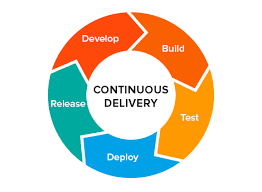 Develop
Build
CONTINUOUS
DELIVERY
Release
Test
Deploy